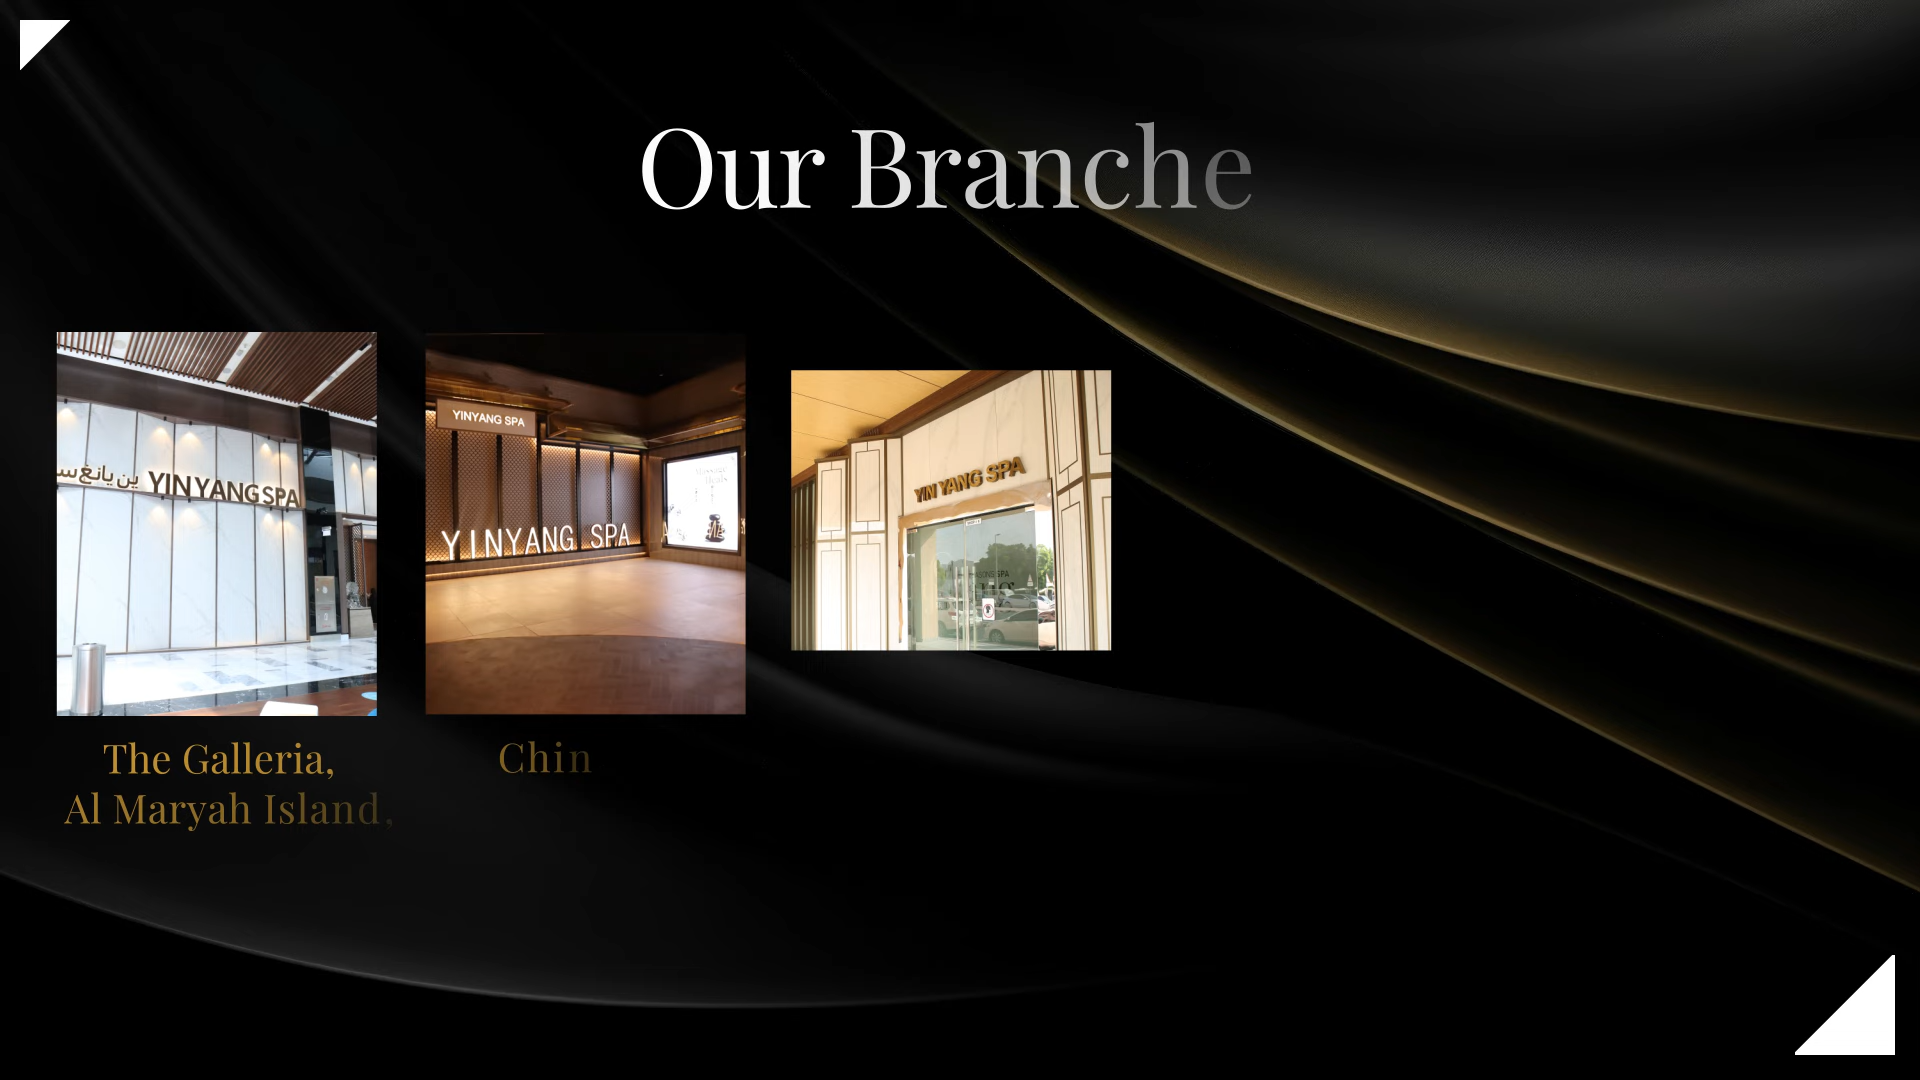 Our Branche
ين يانغ س YINYANG SPA
YINYANG SPA
YINYANG SPA
YIN YANG SPA
The Galleria,
Al Maryah Island,
Chin